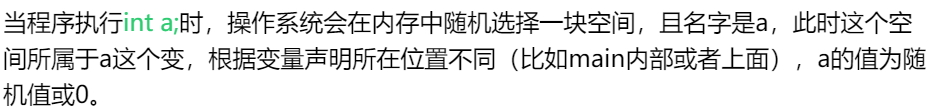 当程序执行int a;时，操作系统会在内存中随机选择一块空间，且名字是a，此时这个空
间所属于a这个变，根据变量声明所在位置不同（比如main内部或者上面），a的值为随
机值或0。